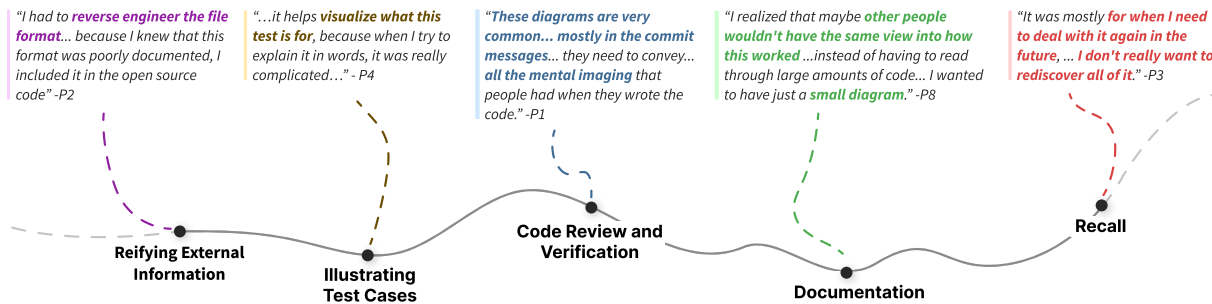 “I had to reverse engineer the file
format... because I knew that this
format was poorly documented, I
included it in the open source
code” -P2
“…it helps visualize what this
test is for, because when I try to
explain it in words, it was really
complicated…” - P4
“These diagrams are very
common... mostly in the commit
messages... they need to convey...
all the mental imaging that
people had when they wrote the
code.” -P1
“I realized that maybe other people
wouldn't have the same view into how
this worked ...instead of having to read
through large amounts of code... I wanted
to have just a small diagram.” -P8
“It was mostly for when I need
to deal with it again in the
future, ... I don't really want to
rediscover all of it.” -P3
Reifying External
Information
Illustrating
Test Cases
Code Review and
Verification
Documentation
Recall